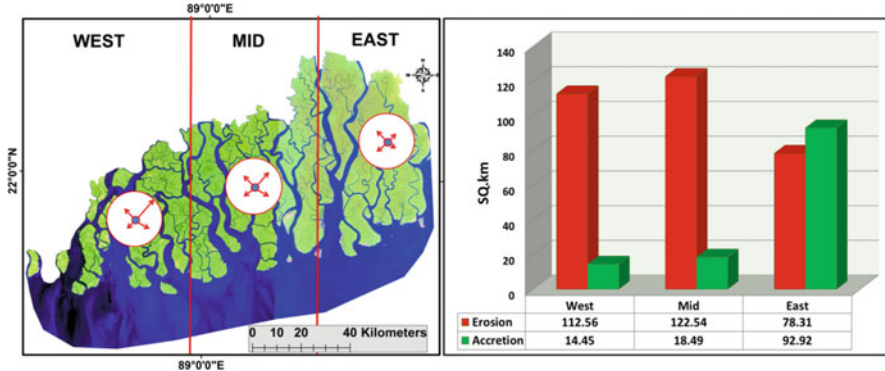 89°0'0"E
WEST MID EAST
22°0'0"N
0 10 20 40 Kilometers
89°0'0"E
140
120
100
80
60
40
20
0
SQ.km
West Mid East
Erosion 112.56 122.54 78.31
Accretion 14.45 18.49 92.92